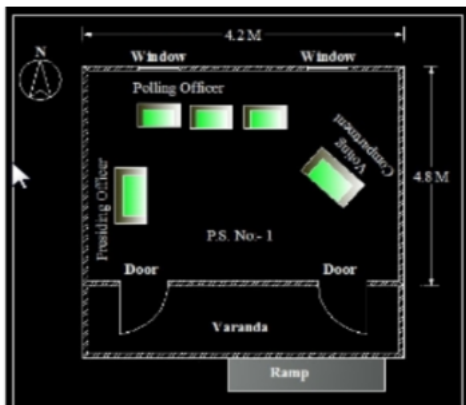 4.2 M
N
Window Window
Polling Officer
Voting
Compartment
4.8 M
Presiding Officer
P.S. No:- 1
Door Door
Varanda
Ramp